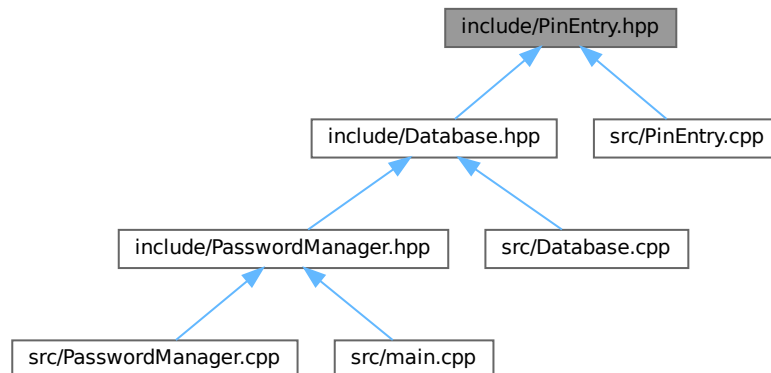 include/PinEntry.hpp
include/Database.hpp
src/PinEntry.cpp
include/PasswordManager.hpp
src/Database.cpp
src/PasswordManager.cpp
src/main.cpp